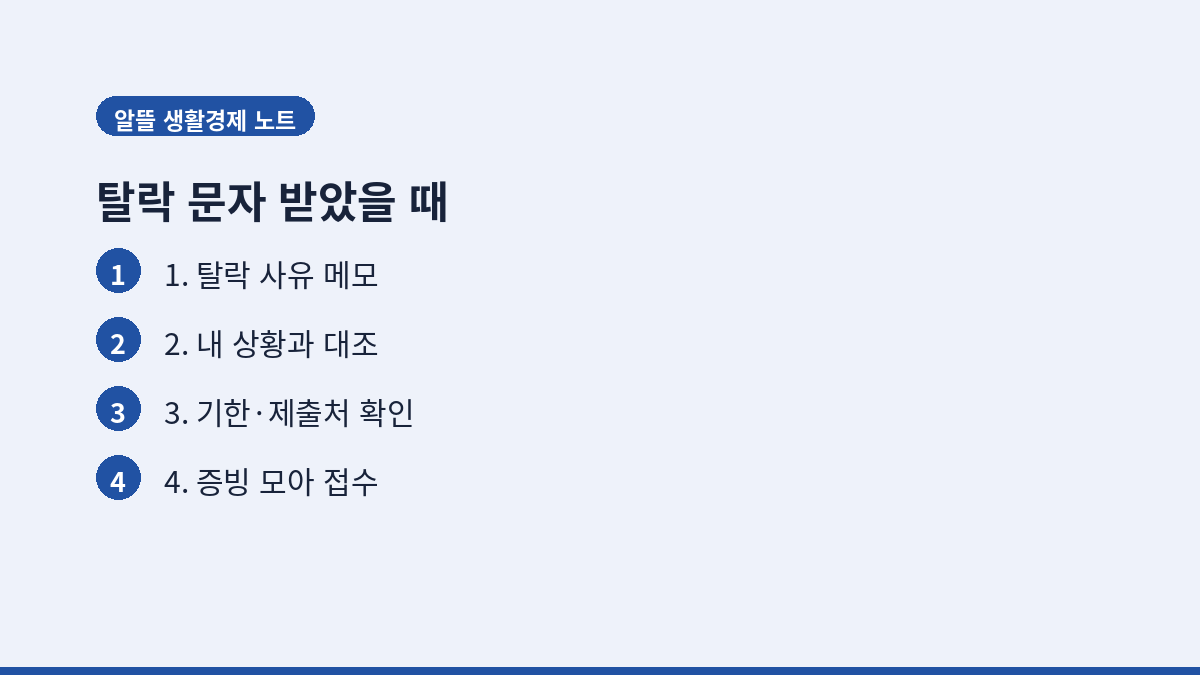 알뜰 생활경제 노트
탈락 문자 받았을 때
1 1. 탈락 사유 메모
2 2. 내 상황과 대조
3 3. 기한·제출처 확인
4 4. 증빙 모아 접수